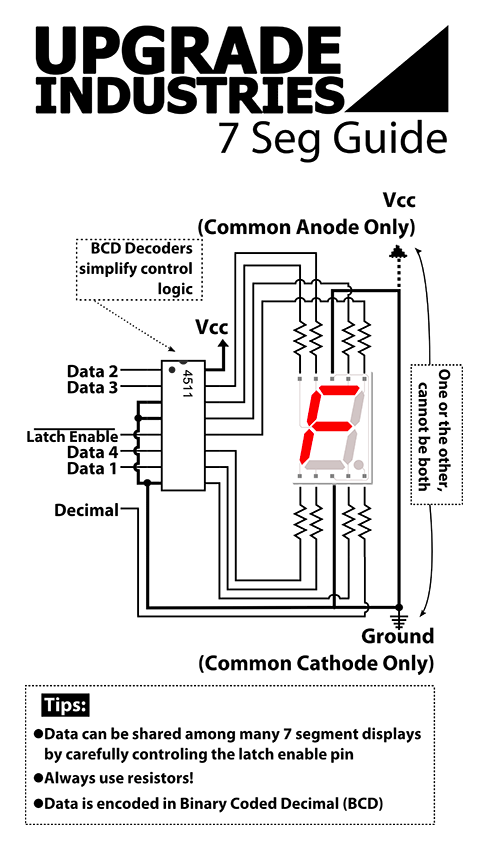 UPGRADE
INDUSTRIES
7 Seg Guide
Vcc
(Common Anode Only)
BCD Decoders
simplify control
logic
Vcc
4511
Data 2
Data 3
Latch Enable
Data 4
Data 1
Decimal
One or the other,
cannot be both
Ground
(Common Cathode Only)
Tips:
●Data can be shared among many 7 segment displays
by carefully controling the latch enable pin
●Always use resistors!
●Data is encoded in Binary Coded Decimal (BCD)